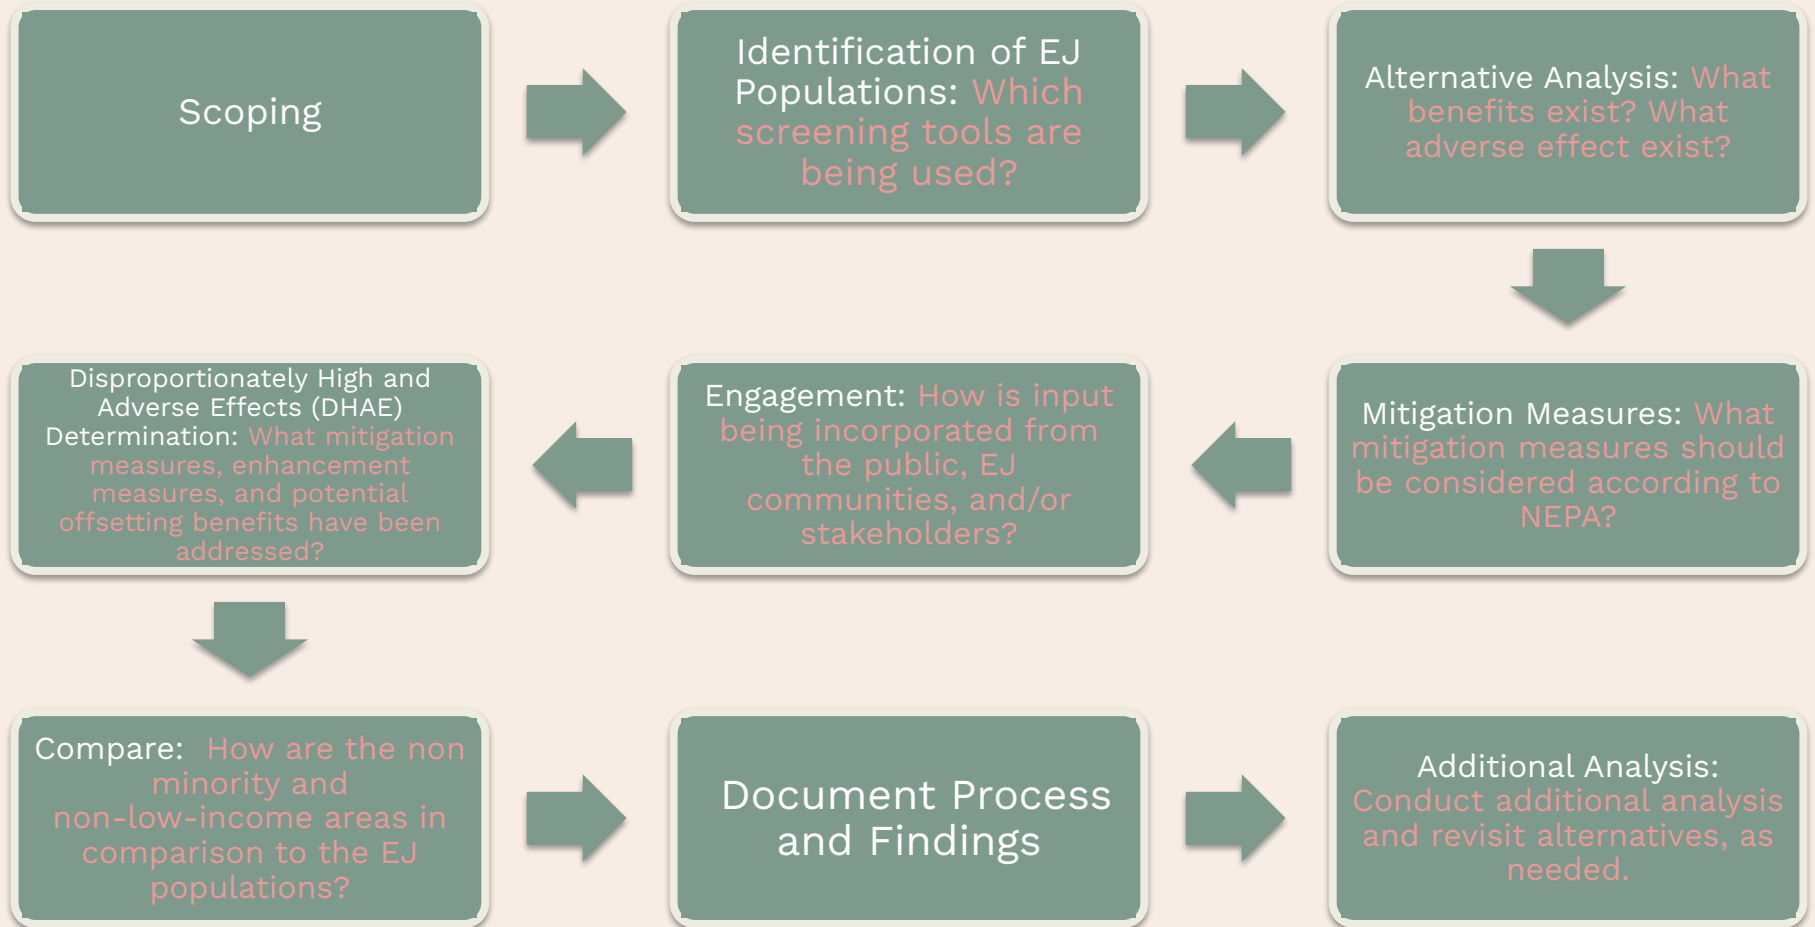 Scoping
Identification of EJ
Populations: Which
screening tools are
being used?
Alternative Analysis: What
benefits exist? What
adverse effect exist?
Mitigation Measures: What
mitigation measures should
be considered according to
NEPA?
Engagement: How is input
being incorporated from
the public, EJ
communities, and/or
stakeholders?
Disproportionately High and
Adverse Effects (DHAE)
Determination: What mitigation
measures, enhancement
measures, and potential
offsetting benefits have been
addressed?
Compare: How are the non
minority and
non-low-income areas in
comparison to the EJ
populations?
Document Process
and Findings
Additional Analysis:
Conduct additional analysis
and revisit alternatives, as
needed.